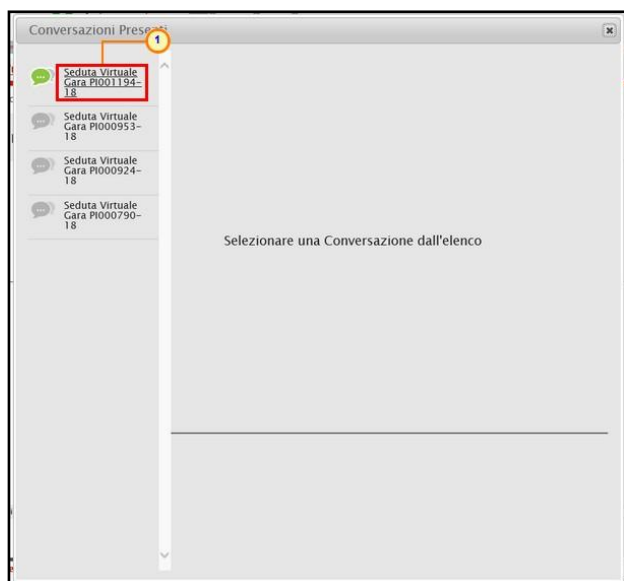 Conversazioni Presenti
1
Seduta Virtuale
Gara PI001194-
18
Seduta Virtuale
Gara PI000953-
18
Seduta Virtuale
Gara PI000924-
18
Seduta Virtuale
Gara PI000790-
18
Selezionare una Conversazione dall'elenco